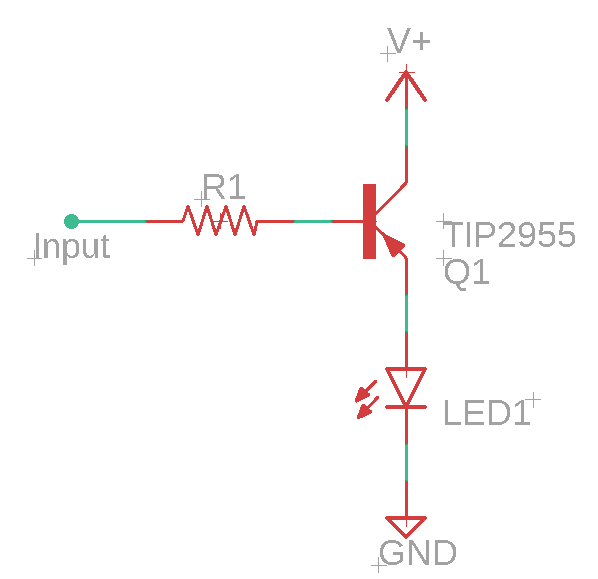 V+
R1
Input
TIP2955
Q1
LED1
GND